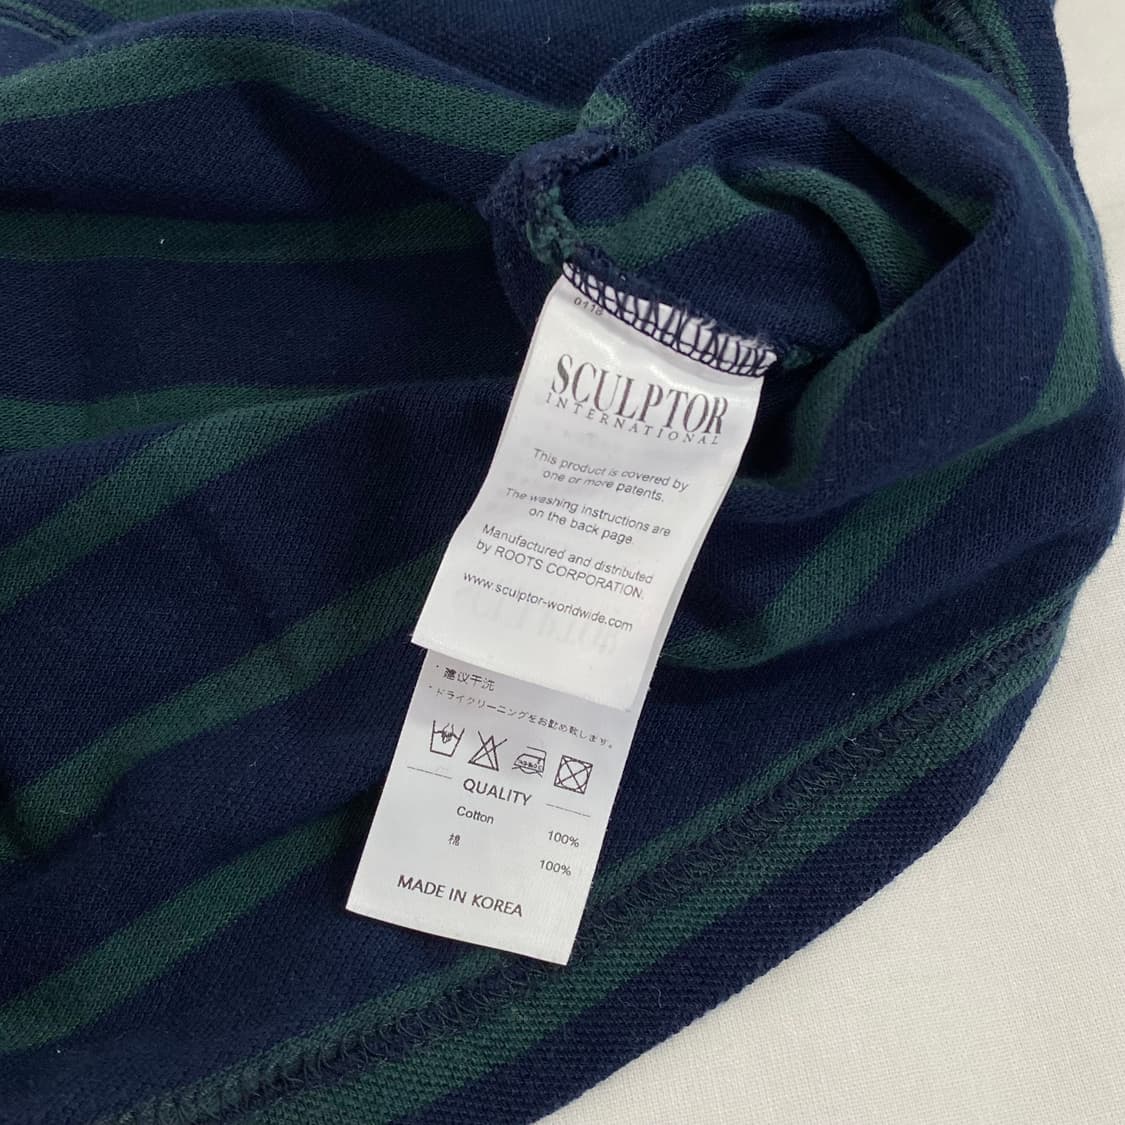 0118
SCULPTOR
INTERNATIONAL
This product is covered by
one or more patents.
The washing instructions are
on the back page.
Manufactured and distributed
by ROOTS CORPORATION.
www.sculptor-worldwide.com
· 建议干洗
· ドライクリーニングをお勧め致します。
QUALITY
Cotton 100%
棉 100%
MADE IN KOREA